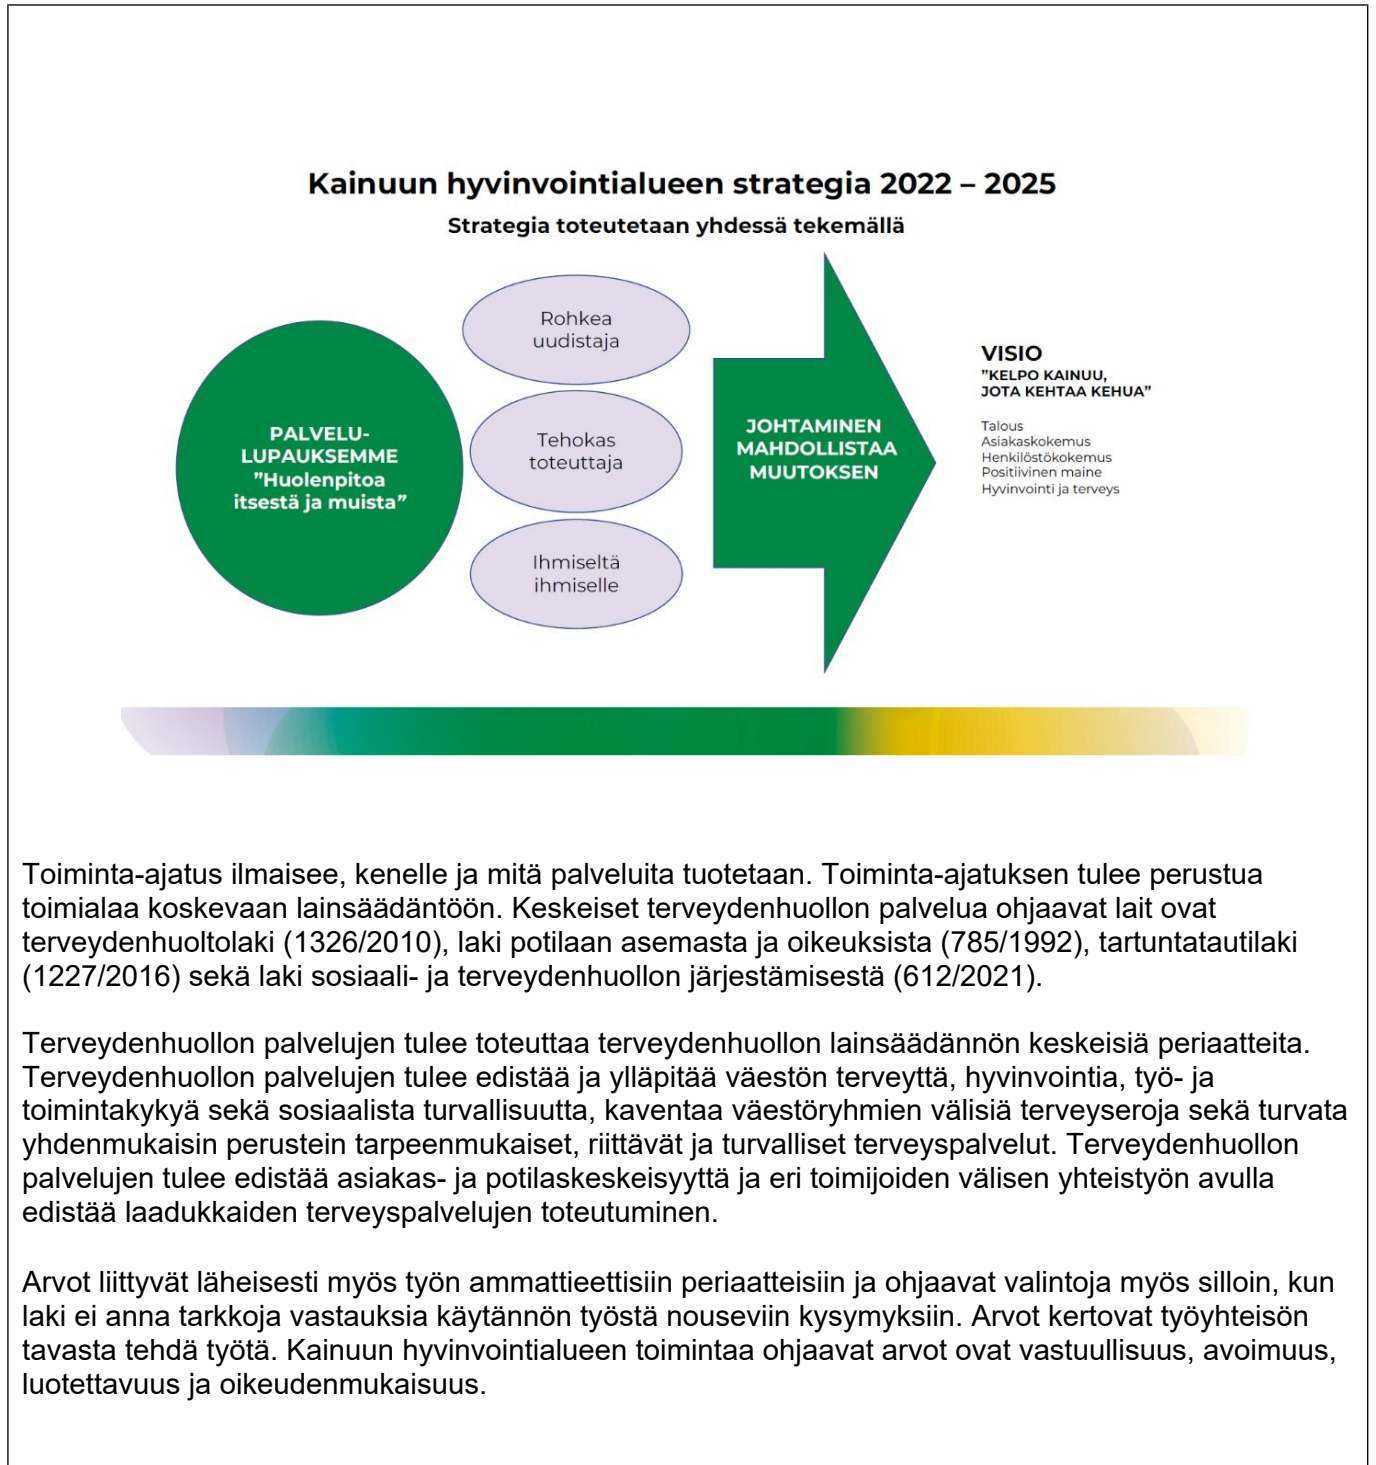 Kainuun hyvinvointialueen strategia 2022 – 2025
Strategia toteutetaan yhdessä tekemällä
PALVELU-
LUPAUKSEMME
”Huolenpitoa
itsestä ja muista”
Rohkea
uudistaja
Tehokas
toteuttaja
Ihmiseltä
ihmiselle
JOHTAMINEN
MAHDOLLISTAA
MUUTOKSEN
VISIO
”KELPO KAINUU,
JOTA KEHTAA KEHUA”
Talous
Asiakaskokemus
Henkilöstökokemus
Positiivinen maine
Hyvinvointi ja terveys
Toiminta-ajatus ilmaisee, kenelle ja mitä palveluita tuotetaan. Toiminta-ajatuksen tulee perustua
toimialaa koskevaan lainsäädäntöön. Keskeiset terveydenhuollon palvelua ohjaavat lait ovat
terveydenhuoltolaki (1326/2010), laki potilaan asemasta ja oikeuksista (785/1992), tartuntatautilaki
(1227/2016) sekä laki sosiaali- ja terveydenhuollon järjestämisestä (612/2021).
Terveydenhuollon palvelujen tulee toteuttaa terveydenhuollon lainsäädännön keskeisiä periaatteita.
Terveydenhuollon palvelujen tulee edistää ja ylläpitää väestön terveyttä, hyvinvointia, työ- ja
toimintakykyä sekä sosiaalista turvallisuutta, kaventaa väestöryhmien välisiä terveyseroja sekä turvata
yhdenmukaisin perustein tarpeenmukaiset, riittävät ja turvalliset terveyspalvelut. Terveydenhuollon
palvelujen tulee edistää asiakas- ja potilaskeskeisyyttä ja eri toimijoiden välisen yhteistyön avulla
edistää laadukkaiden terveyspalvelujen toteutuminen.
Arvot liittyvät läheisesti myös työn ammattieettisiin periaatteisiin ja ohjaavat valintoja myös silloin, kun
laki ei anna tarkkoja vastauksia käytännön työstä nouseviin kysymyksiin. Arvot kertovat työyhteisön
tavasta tehdä työtä. Kainuun hyvinvointialueen toimintaa ohjaavat arvot ovat vastuullisuus, avoimuus,
luotettavuus ja oikeudenmukaisuus.